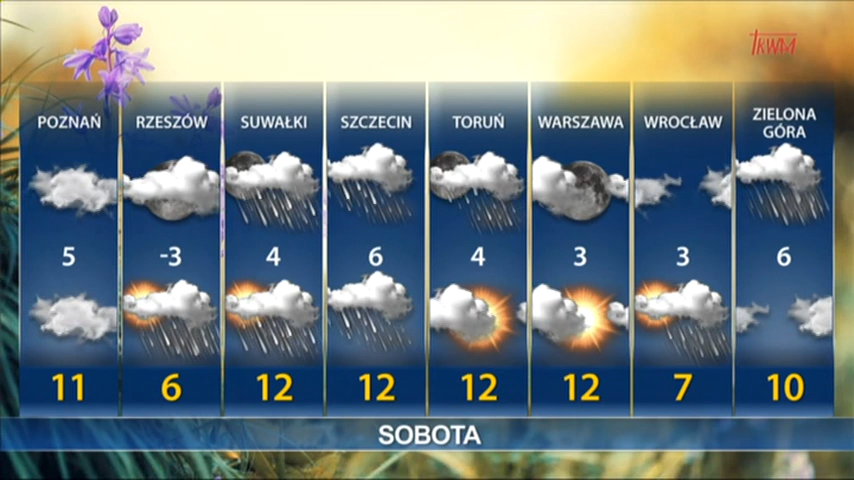 TRWM
POZNAŃ
RZESZÓW
SUWAŁKI
SZCZECIN
TORUŃ
WARSZAWA
WROCŁAW
ZIELONA
GÓRA
5
-3
4
6
4
3
3
6
11
6
12
12
12
12
7
10
SOBOTA